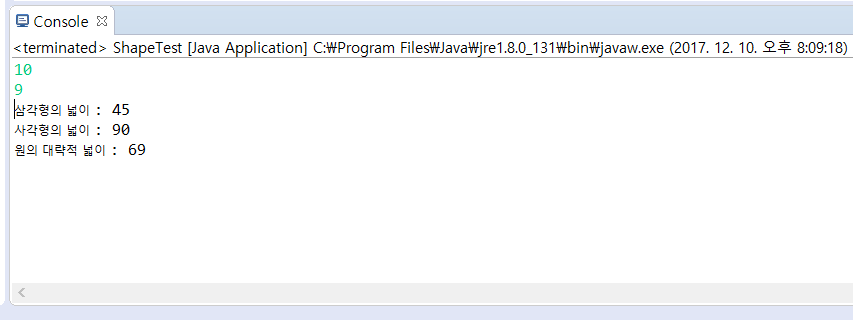 Console
<terminated> ShapeTest [Java Application] C:₩Program Files₩Java₩jre1.8.0_131₩bin₩javaw.exe (2017. 12. 10. 오후 8:09:18)
10
9
삼각형의 넓이 : 45
사각형의 넓이 : 90
원의 대략적 넓이 : 69